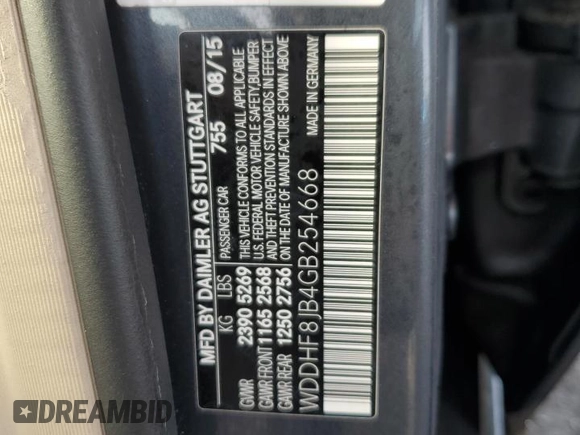 MFD BY DAIMLER AG STUTTGART
755 08/15
KG LBS PASSENGER CAR
GVWR 2390 5269 THIS VEHICLE CONFORMS TO ALL APPLICABLE
GAWR FRONT 1165 2568 U.S. FEDERAL MOTOR VEHICLE SAFETY,BUMPER
AND THEFT PREVENTION STANDARDS IN EFFECT
GAWR REAR 1250 2756 ON THE DATE OF MANUFACTURE SHOWN ABOVE
WDDHF8JB4GB254668 MADE IN GERMANY
DREAMBID